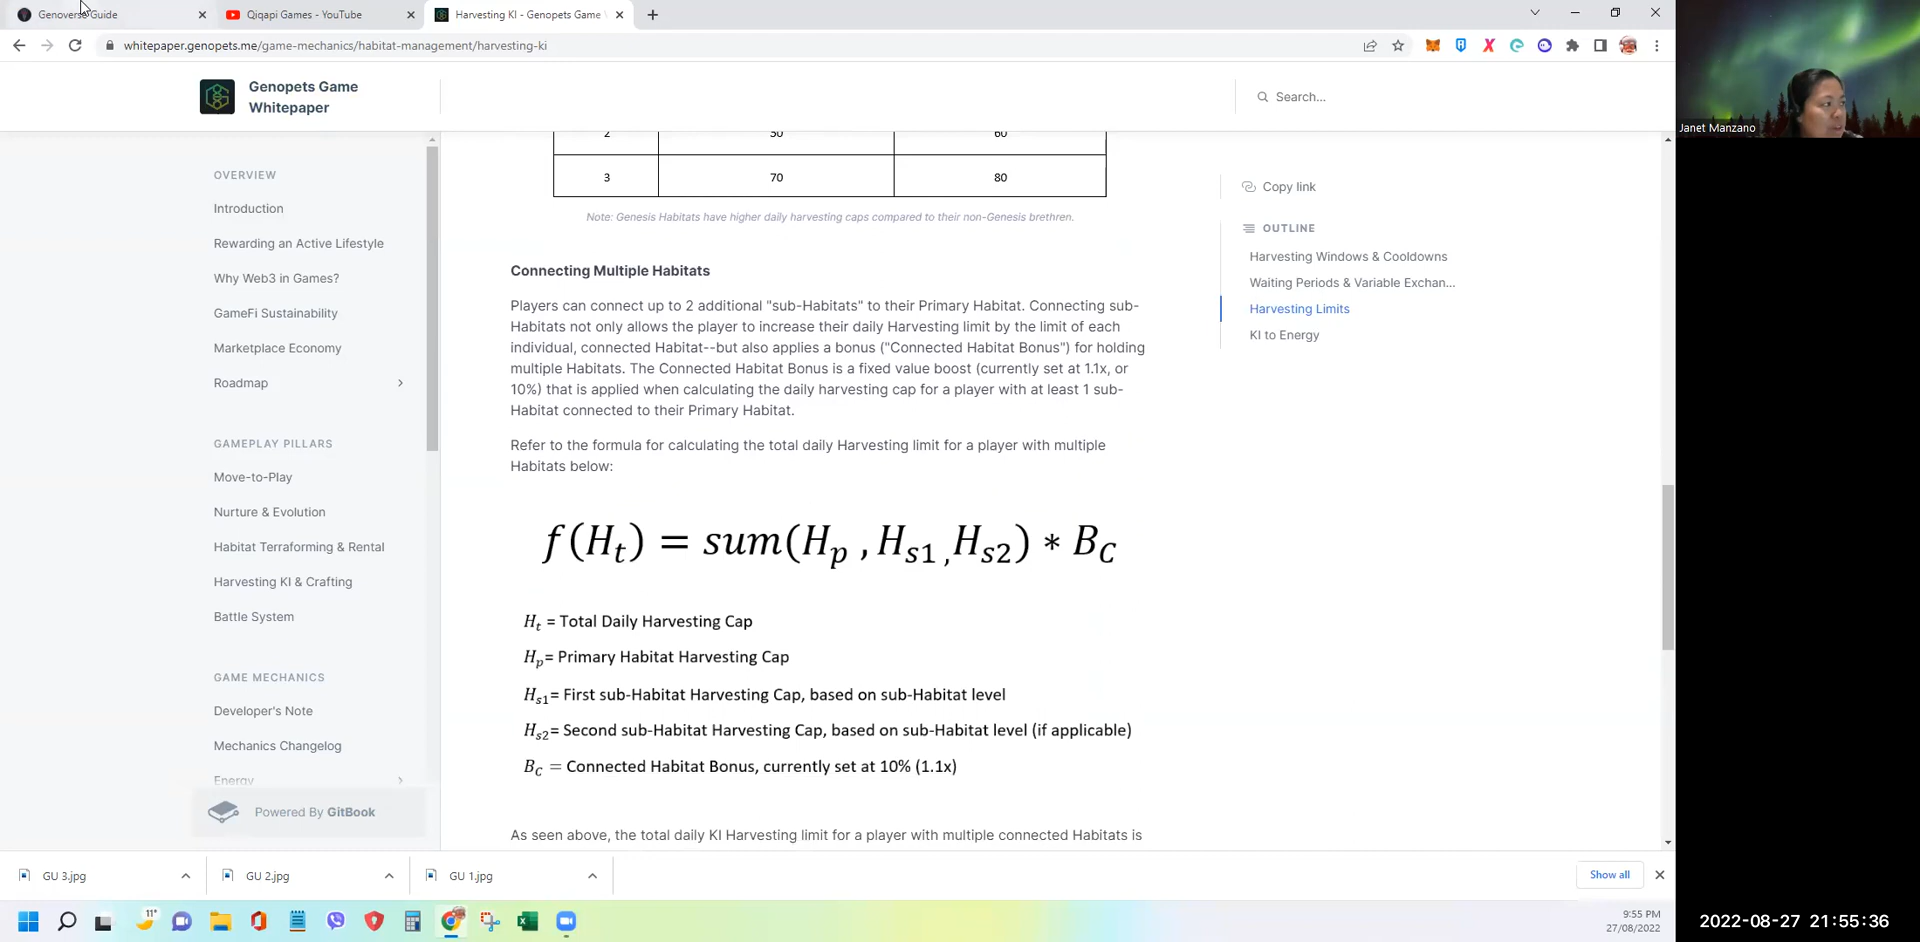 Genoverse Guide
Qiqapi Games - YouTube
Harvesting KI - Genopets Game
whitepaper.genopets.me/game-mechanics/habitat-management/harvesting-ki
Genopets Game
Whitepaper
Search...
OVERVIEW
Introduction
Rewarding an Active Lifestyle
Why Web3 in Games?
GameFi Sustainability
Marketplace Economy
Roadmap
GAMEPLAY PILLARS
Move-to-Play
Nurture & Evolution
Habitat Terraforming & Rental
Harvesting KI & Crafting
Battle System
GAME MECHANICS
Developer's Note
Mechanics Changelog
Energy
Powered By GitBook
2 50 60
3 70 80
Note: Genesis Habitats have higher daily harvesting caps compared to their non-Genesis brethren.
Connecting Multiple Habitats
Players can connect up to 2 additional "sub-Habitats" to their Primary Habitat. Connecting sub-
Habitats not only allows the player to increase their daily Harvesting limit by the limit of each
individual, connected Habitat--but also applies a bonus ("Connected Habitat Bonus") for holding
multiple Habitats. The Connected Habitat Bonus is a fixed value boost (currently set at 1.1x, or
10%) that is applied when calculating the daily harvesting cap for a player with at least 1 sub-
Habitat connected to their Primary Habitat.
Refer to the formula for calculating the total daily Harvesting limit for a player with multiple
Habitats below:
f(Ht) = sum(Hp , Hs1 , Hs2) * BC
Ht = Total Daily Harvesting Cap
Hp= Primary Habitat Harvesting Cap
Hs1= First sub-Habitat Harvesting Cap, based on sub-Habitat level
Hs2= Second sub-Habitat Harvesting Cap, based on sub-Habitat level (if applicable)
BC = Connected Habitat Bonus, currently set at 10% (1.1x)
As seen above, the total daily KI Harvesting limit for a player with multiple connected Habitats is
Copy link
OUTLINE
Harvesting Windows & Cooldowns
Waiting Periods & Variable Exchan...
Harvesting Limits
KI to Energy
Janet Manzano
GU 3.jpg
GU 2.jpg
GU 1.jpg
Show all
11°
9:55 PM
27/08/2022
2022-08-27 21:55:36